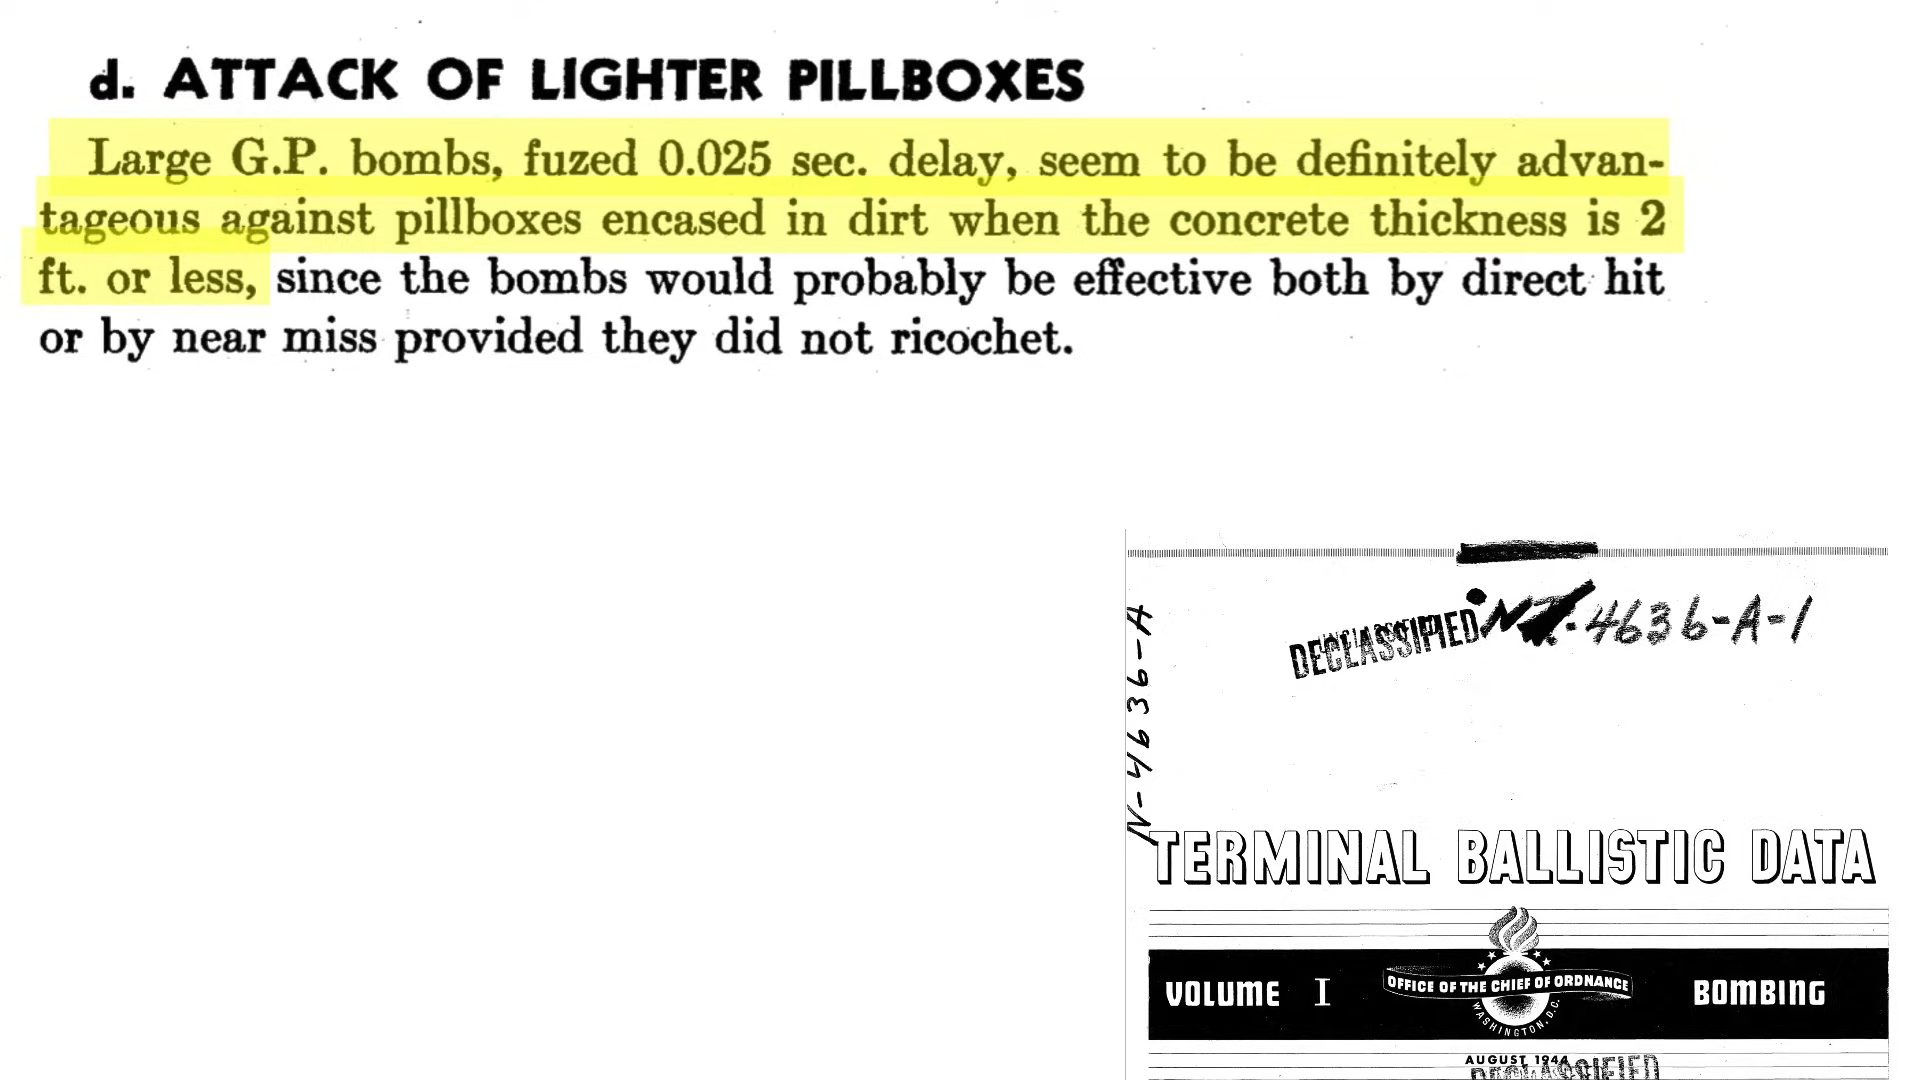 d. ATTACK OF LIGHTER PILLBOXES
Large G.P. bombs, fuzed 0.025 sec. delay, seem to be definitely advan-
tageous against pillboxes encased in dirt when the concrete thickness is 2
ft. or less, since the bombs would probably be effective both by direct hit
or by near miss provided they did not ricochet.
DECLASSIFIED
4636-A-1
N-4636-A
TERMINAL BALLISTIC DATA
VOLUME I
OFFICE OF THE CHIEF OF ORDNANCE
WASHINGTON, D.C.
BOMBING
AUGUST 1944
DECLASSIFIED